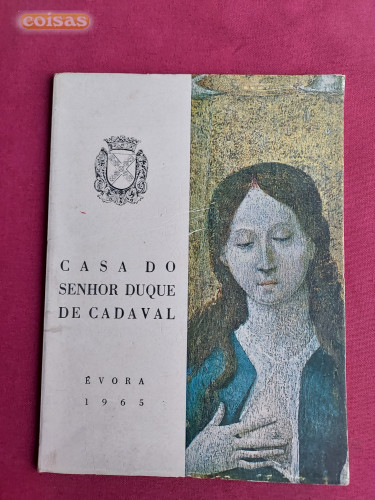 coisas
CASA DO
SENHOR DUQUE
DE CADAVAL
ÉVORA
1965